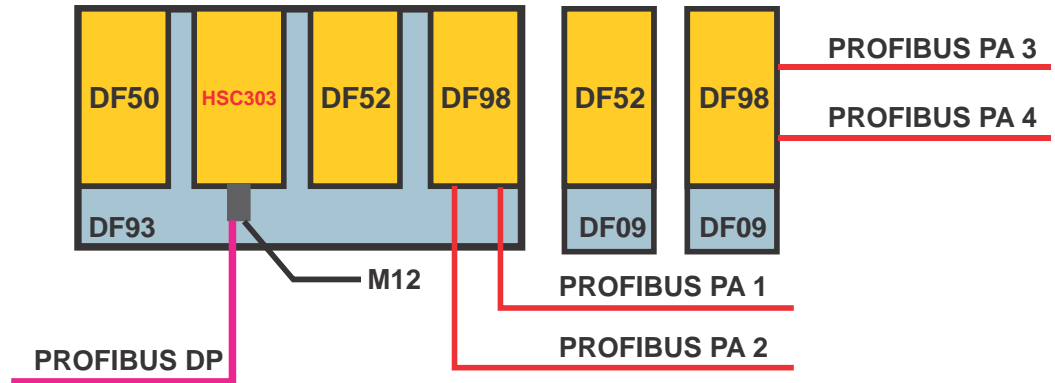 DF50
HSC303
DF52
DF98
DF52
DF98
PROFIBUS PA 3
PROFIBUS PA 4
DF93
DF09
DF09
M12
PROFIBUS PA 1
PROFIBUS PA 2
PROFIBUS DP